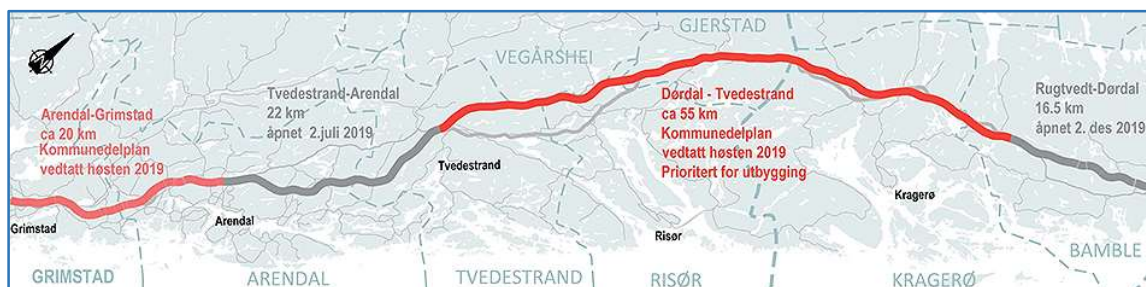 GJERSTAD
VEGÅRSHEI
Arendal-Grimstad
ca 20 km
Kommunedelplan
vedtatt høsten 2019
Tvedestrand-Arendal
22 km
åpnet 2.juli 2019
Dørdal - Tvedestrand
ca 55 km
Kommunedelplan
vedtatt høsten 2019
Prioritert for utbygging
Rugtvedt-Dørdal
16.5 km
åpnet 2. des 2019
Grimstad
Arendal
Tvedestrand
Risør
Kragerø
GRIMSTAD
ARENDAL
TVEDESTRAND
RISØR
KRAGERØ
BAMBLE